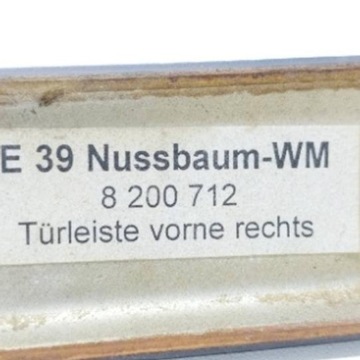 E 39 Nussbaum-WM
8 200 712
Türleiste vorne rechts